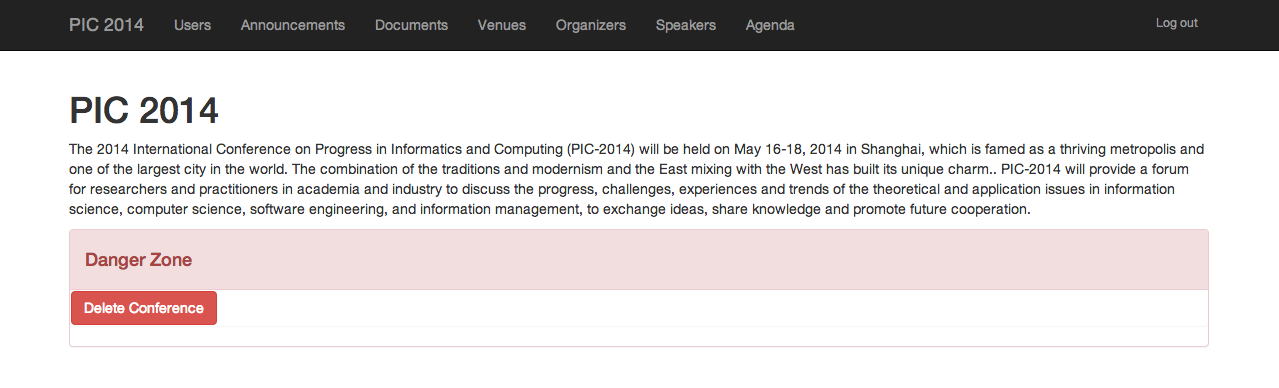 PIC 2014 Users Announcements Documents Venues Organizers Speakers Agenda Log out
PIC 2014
The 2014 International Conference on Progress in Informatics and Computing (PIC-2014) will be held on May 16-18, 2014 in Shanghai, which is famed as a thriving metropolis and
one of the largest city in the world. The combination of the traditions and modernism and the East mixing with the West has built its unique charm.. PIC-2014 will provide a forum
for researchers and practitioners in academia and industry to discuss the progress, challenges, experiences and trends of the theoretical and application issues in information
science, computer science, software engineering, and information management, to exchange ideas, share knowledge and promote future cooperation.
Danger Zone
Delete Conference